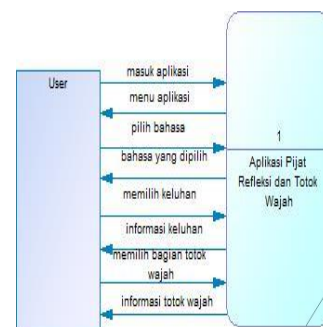 User
masuk aplikasi
menu aplikasi
pilih bahasa
bahasa yang dipilih
memilih keluhan
informasi keluhan
memilih bagian totok
wajah
informasi totok wajah
1
Aplikasi Pijat
Refleksi dan Totok
Wajah